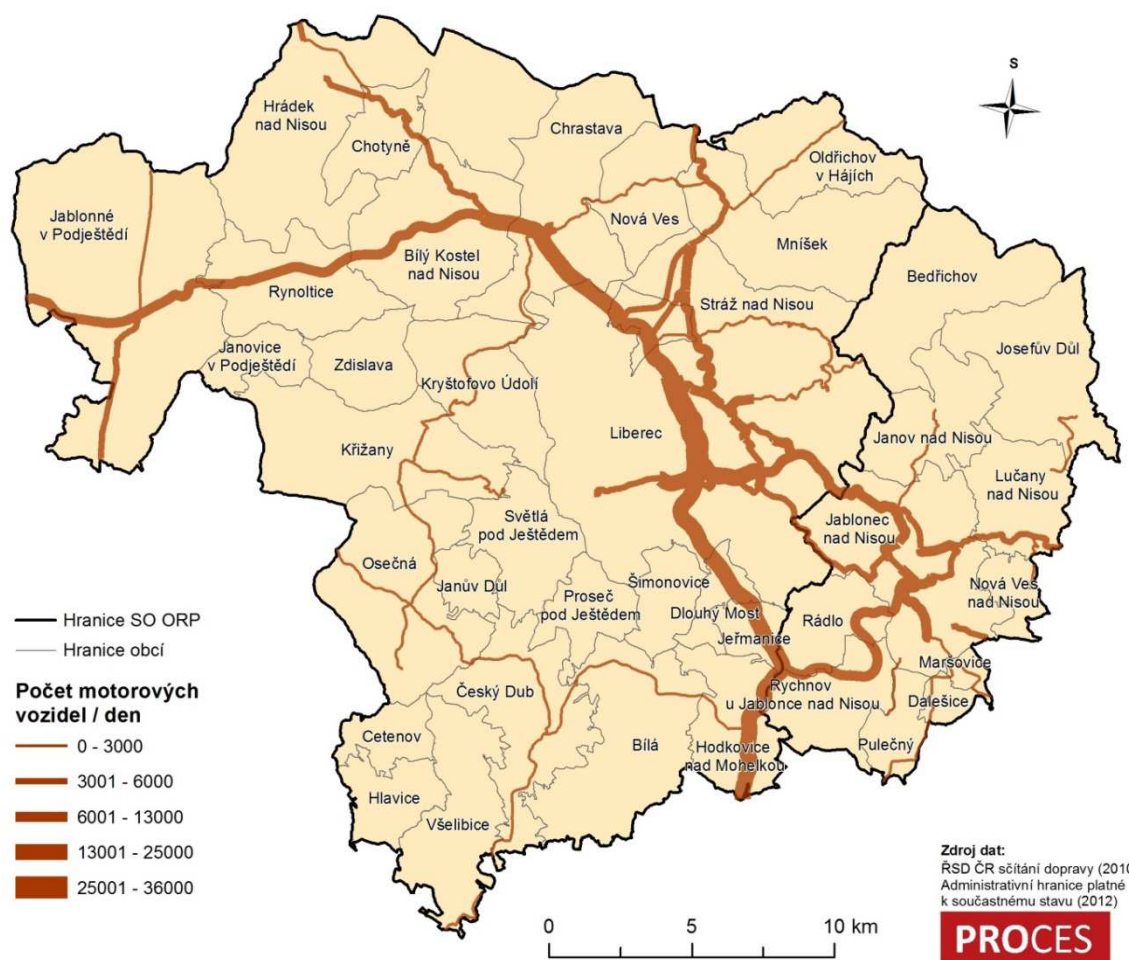 S
Hrádek
nad Nisou
Chotyně
Chrastava
Oldřichov
v Hájích
Jablonné
v Podještědí
Nová Ves
Mníšek
Bílý Kostel
nad Nisou
Bedřichov
Rynoltice
Stráž nad Nisou
Janovice
v Podještědí
Zdislava
Kryštofovo Údolí
Josefův Důl
Liberec
Janov nad Nisou
Křižany
Lučany
nad Nisou
Světlá
pod Ještědem
Jablonec
nad Nisou
Osečná
Janův Důl
Proseč
pod Ještědem
Šimonovice
Nová Ves
nad Nisou
Dlouhý Most
Rádlo
Jeřmanice
Maršovice
Český Dub
Rychnov
u Jablonce nad Nisou
Dalešice
Cetenov
Bílá
Hodkovice
nad Mohelkou
Pulečný
Hlavice
Všelibice
Hranice SO ORP
Hranice obcí
Počet motorových
vozidel / den
0 - 3000
3001 - 6000
6001 - 13000
13001 - 25000
25001 - 36000
0 5 10 km
Zdroj dat:
ŘSD ČR sčítání dopravy (2010
Administrativní hranice platné
k součastnému stavu (2012)
PROCES